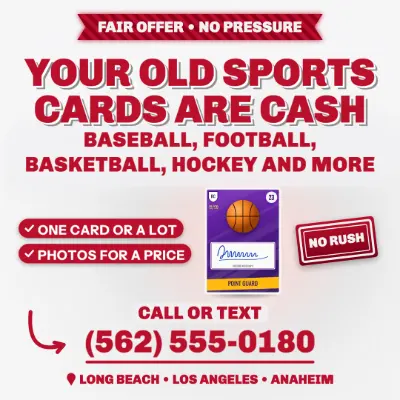 FAIR OFFER • NO PRESSURE
YOUR OLD SPORTS
CARDS ARE CASH
BASEBALL, FOOTBALL,
BASKETBALL, HOCKEY AND MORE
ONE CARD OR A LOT
PHOTOS FOR A PRICE
23
POINT GUARD
NO RUSH
CALL OR TEXT
(562) 555-0180
LONG BEACH • LOS ANGELES • ANAHEIM